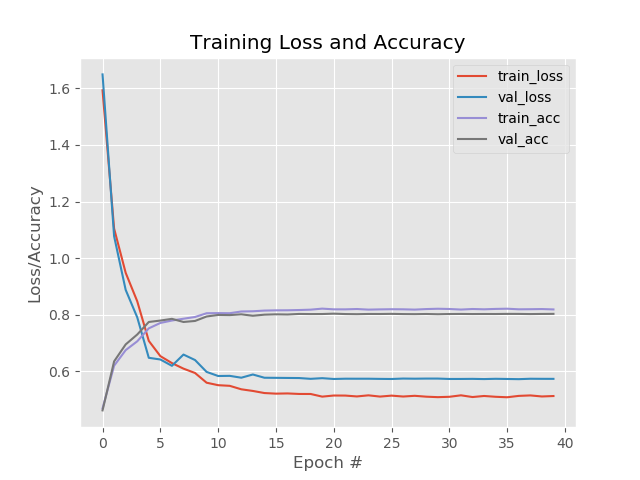 Training Loss and Accuracy
train_loss
val_loss
train_acc
val_acc
Loss/Accuracy
1.6
1.4
1.2
1.0
0.8
0.6
0 5 10 15 20 25 30 35 40
Epoch #